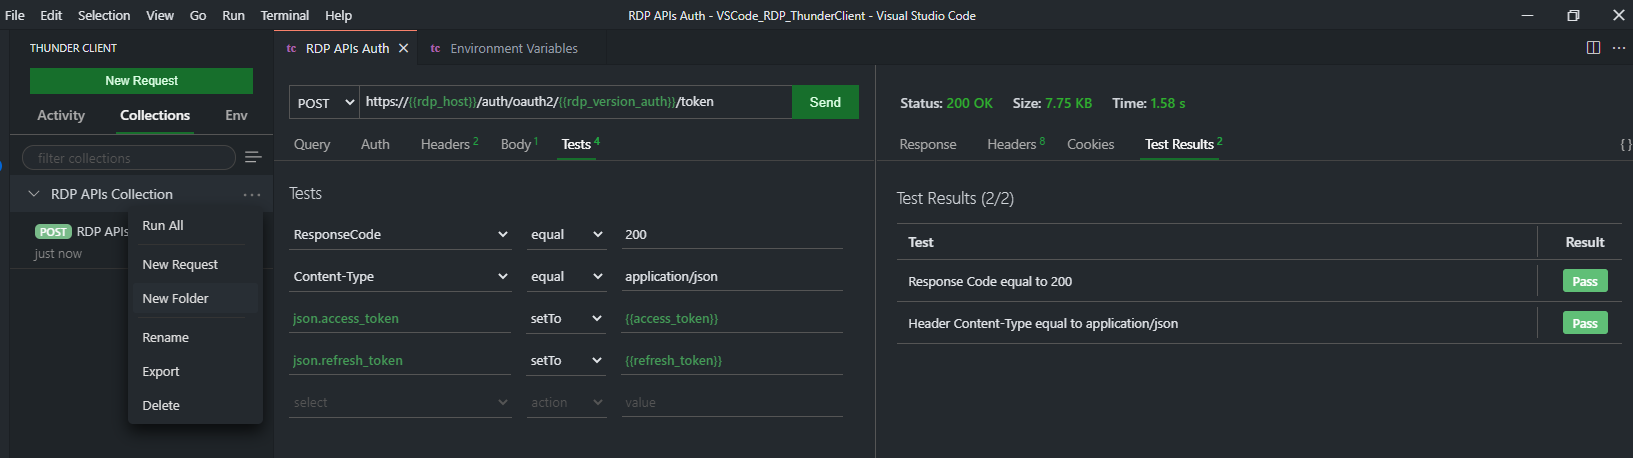 File Edit Selection View Go Run Terminal Help
RDP APIs Auth - VSCode_RDP_ThunderClient - Visual Studio Code
THUNDER CLIENT
New Request
Activity Collections Env
filter collections
RDP APIs Collection ...
POST RDP APIs
just now
Run All
New Request
New Folder
Rename
Export
Delete
tc RDP APIs Auth
tc Environment Variables
...
POST https://{{rdp_host}}/auth/oauth2/{{rdp_version_auth}}/token Send
Query Auth Headers 2 Body 1 Tests 4
Tests
ResponseCode equal 200
Content-Type equal application/json
json.access_token setTo {{access_token}}
json.refresh_token setTo {{refresh_token}}
select action value
Status: 200 OK Size: 7.75 KB Time: 1.58 s
Response Headers 8 Cookies Test Results 2 { }
Test Results (2/2)
Test Result
Response Code equal to 200 Pass
Header Content-Type equal to application/json Pass